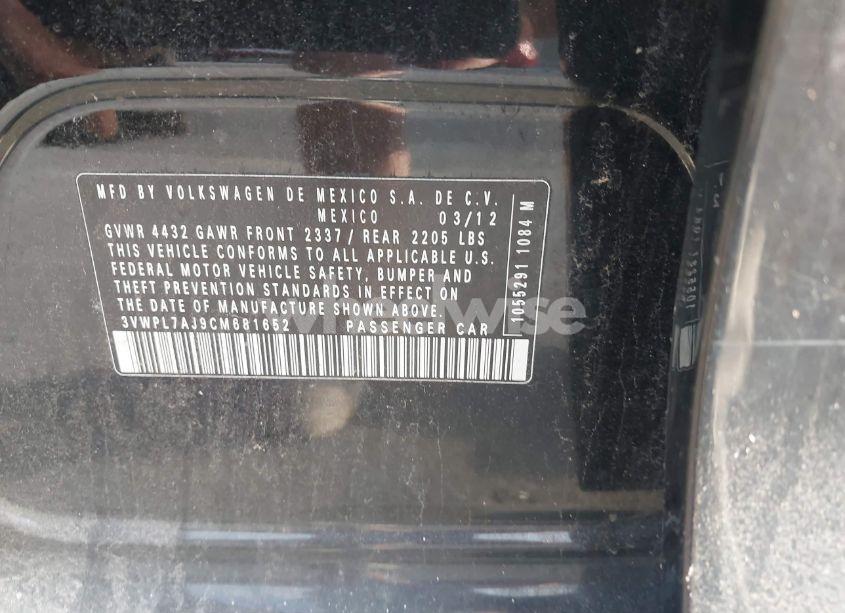 MFD BY VOLKSWAGEN DE MEXICO S.A. DE C.V.
MEXICO 03/12
GVWR 4432 GAWR FRONT 2337/ REAR 2205 LBS
THIS VEHICLE CONFORMS TO ALL APPLICABLE U.S.
FEDERAL MOTOR VEHICLE SAFETY, BUMPER AND
THEFT PREVENTION STANDARDS IN EFFECT ON
THE DATE OF MANUFACTURE SHOWN ABOVE.
3VWPL7AJ9CM681652 PASSENGER CAR
10552911084 M